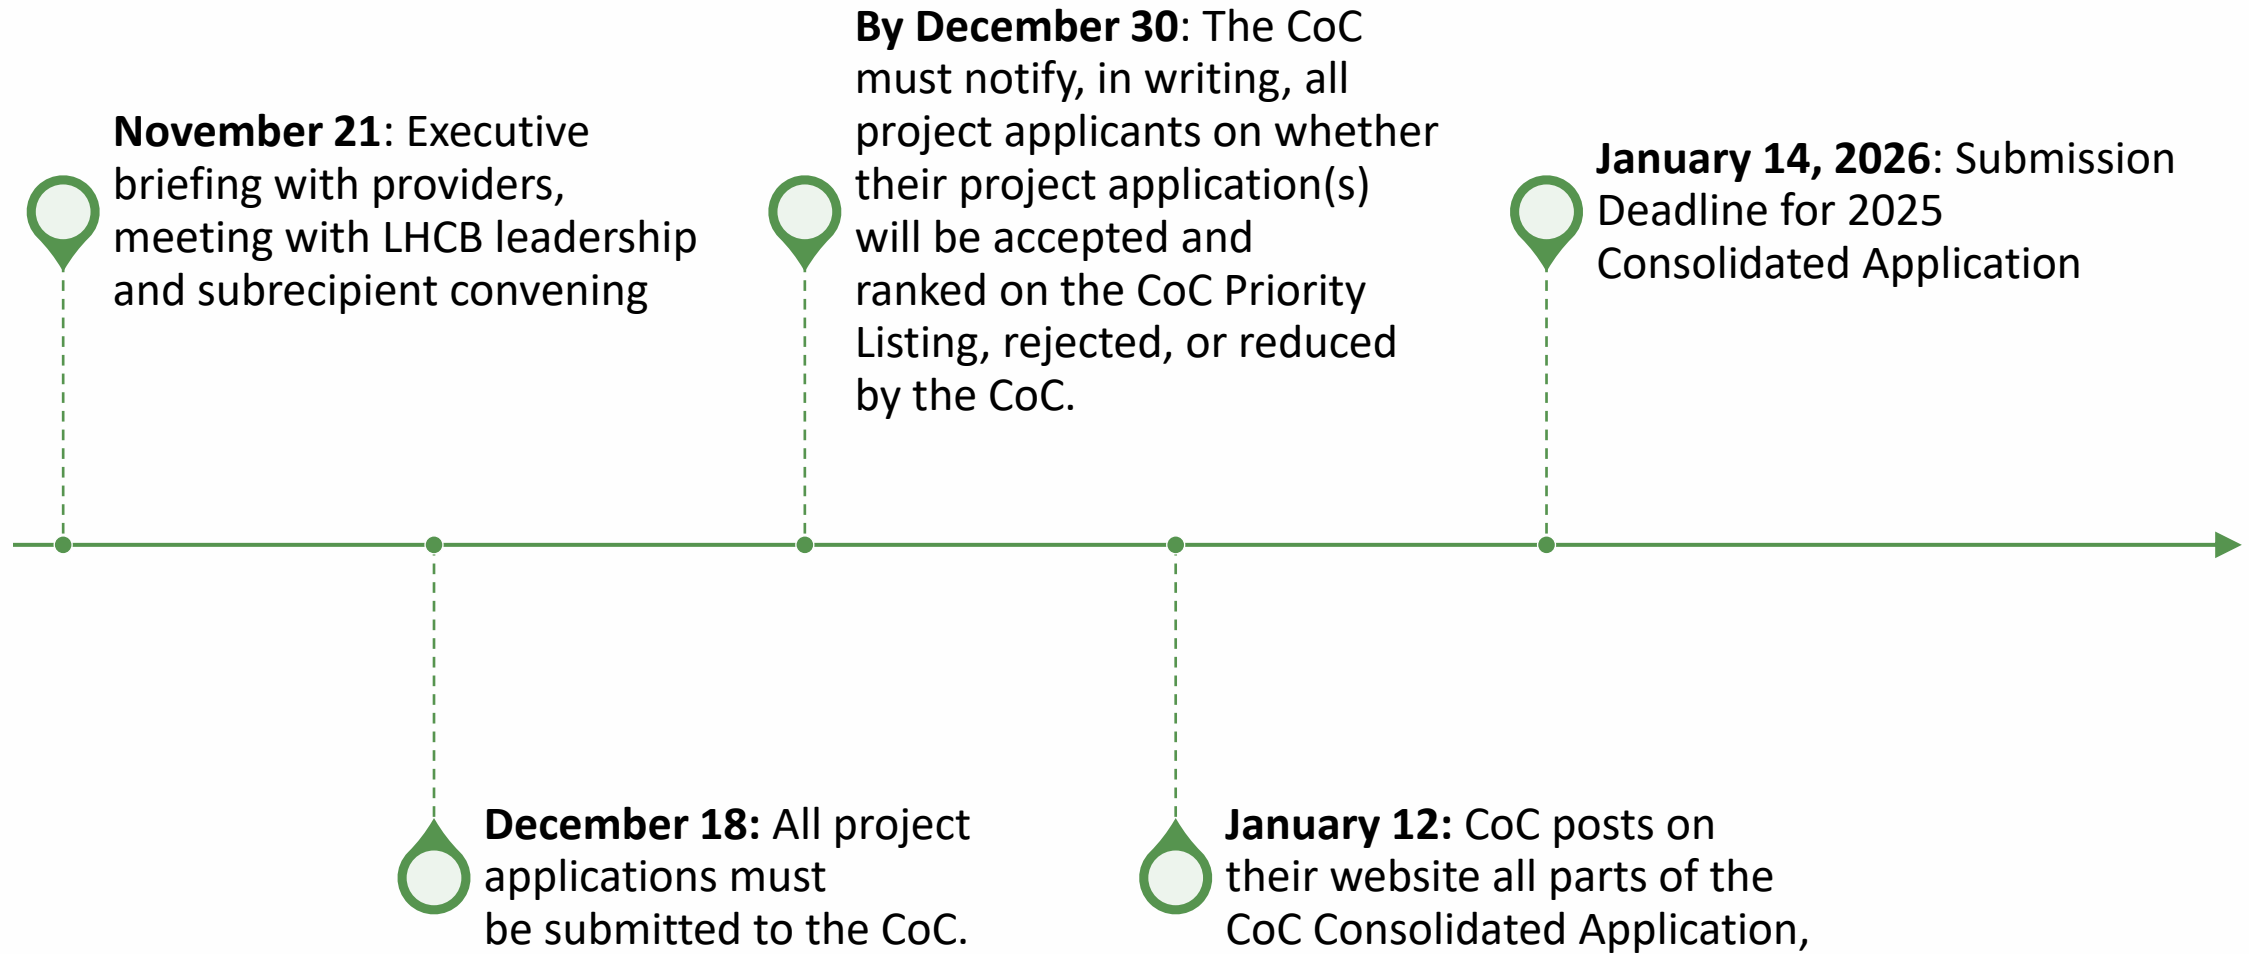 November 21: Executive
briefing with providers,
meeting with LHCB leadership
and subrecipient convening
December 18: All project
applications must
be submitted to the CoC.
By December 30: The CoC
must notify, in writing, all
project applicants on whether
their project application(s)
will be accepted and
ranked on the CoC Priority
Listing, rejected, or reduced
by the CoC.
January 12: CoC posts on
their website all parts of the
CoC Consolidated Application,
January 14, 2026: Submission
Deadline for 2025
Consolidated Application